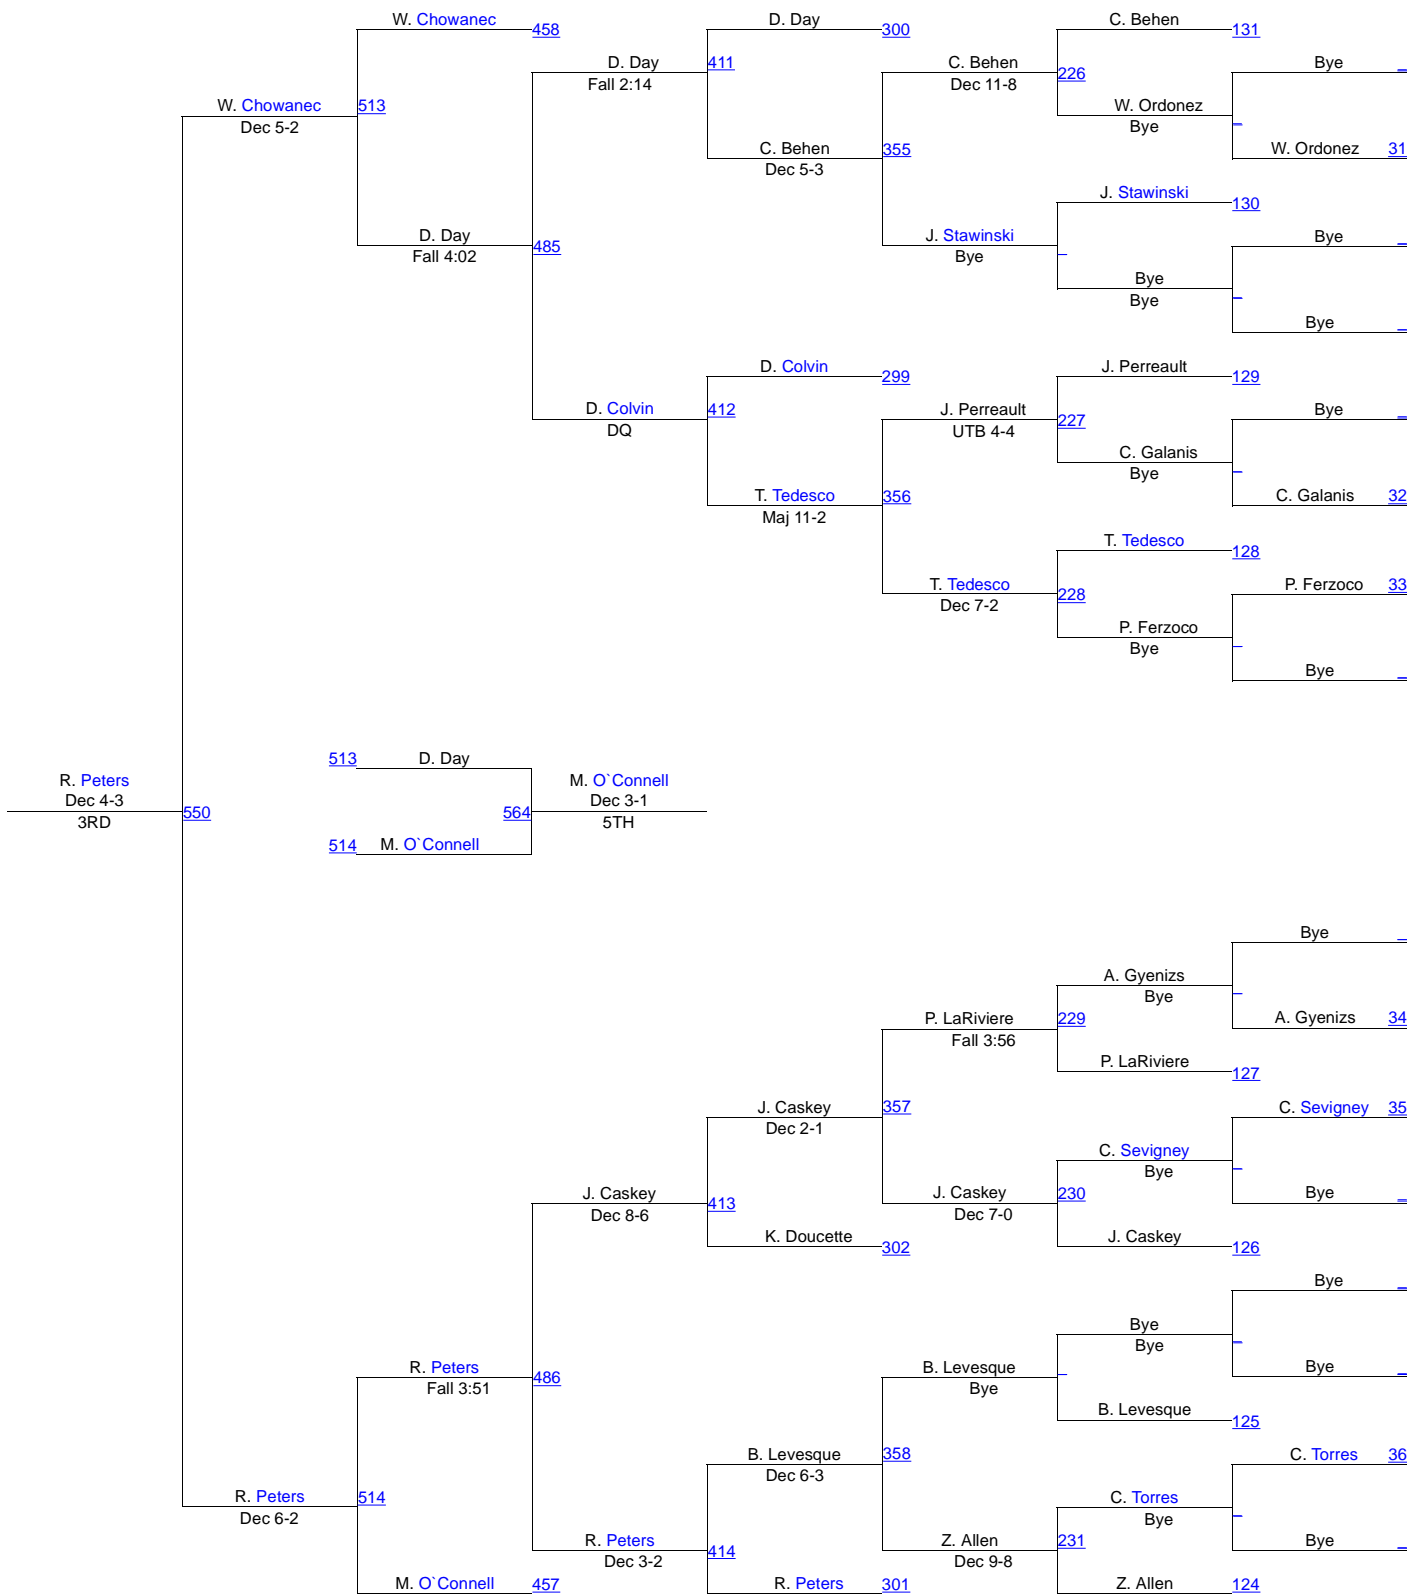 W. Chowanec 458
D. Day 300
C. Behen 131
D. Day 411
Fall 2:14
C. Behen 226
Dec 11-8
Bye
W. Chowanec 513
Dec 5-2
W. Ordonez
Bye
C. Behen 355
Dec 5-3
W. Ordonez 31
J. Stawinski 130
D. Day 485
Fall 4:02
J. Stawinski
Bye
Bye
Bye
Bye
Bye
D. Colvin 299
J. Perreault 129
D. Colvin 412
DQ
J. Perreault 227
UTB 4-4
Bye
C. Galanis
Bye
T. Tedesco 356
Maj 11-2
C. Galanis 32
T. Tedesco 128
T. Tedesco 228
Dec 7-2
P. Ferzoco 33
P. Ferzoco
Bye
Bye
513 D. Day
R. Peters
Dec 4-3
3RD
550
564
M. O`Connell
Dec 3-1
5TH
514 M. O`Connell
Bye
A. Gyenizs
Bye
P. LaRiviere 229
Fall 3:56
A. Gyenizs 34
P. LaRiviere 127
J. Caskey 357
Dec 2-1
C. Sevigney 35
C. Sevigney
Bye
J. Caskey 413
Dec 8-6
J. Caskey 230
Dec 7-0
Bye
K. Doucette 302
J. Caskey 126
Bye
Bye
Bye
R. Peters 486
Fall 3:51
B. Levesque
Bye
Bye
B. Levesque 125
B. Levesque 358
Dec 6-3
C. Torres 36
R. Peters 514
Dec 6-2
C. Torres
Bye
R. Peters 414
Dec 3-2
Z. Allen 231
Dec 9-8
Bye
M. O`Connell 457
R. Peters 301
Z. Allen 124